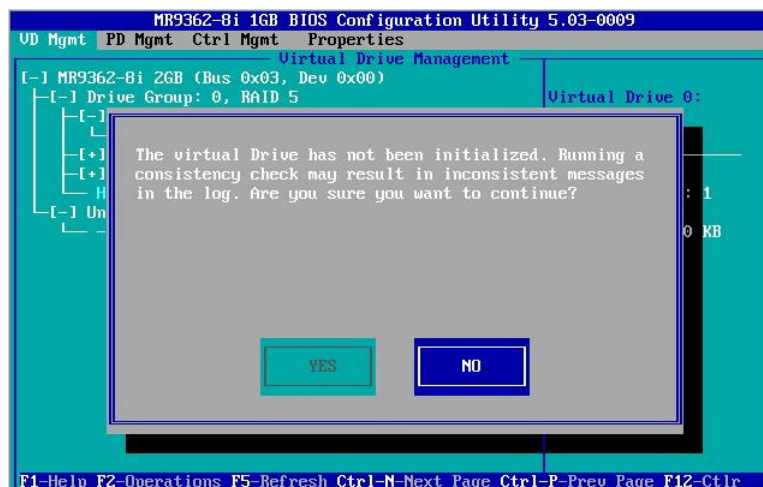 MR9362-8i 1GB BIOS Configuration Utility 5.03-0009
VD Mgmt PD Mgmt Ctrl Mgmt Properties
Virtual Drive Management
[-] MR9362-8i 2GB (Bus 0x03, Dev 0x00)
[-] Drive Group: 0, RAID 5
Virtual Drive 0:
[-]
[+]
The virtual Drive has not been initialized. Running a
[+]
consistency check may result in inconsistent messages
H
in the log. Are you sure you want to continue?
: 1
[-] Un
0 KB
YES
NO
F1-Help F2-Operations F5-Refresh Ctrl-N-Next Page Ctrl-P-Prev Page F12-Ctlr